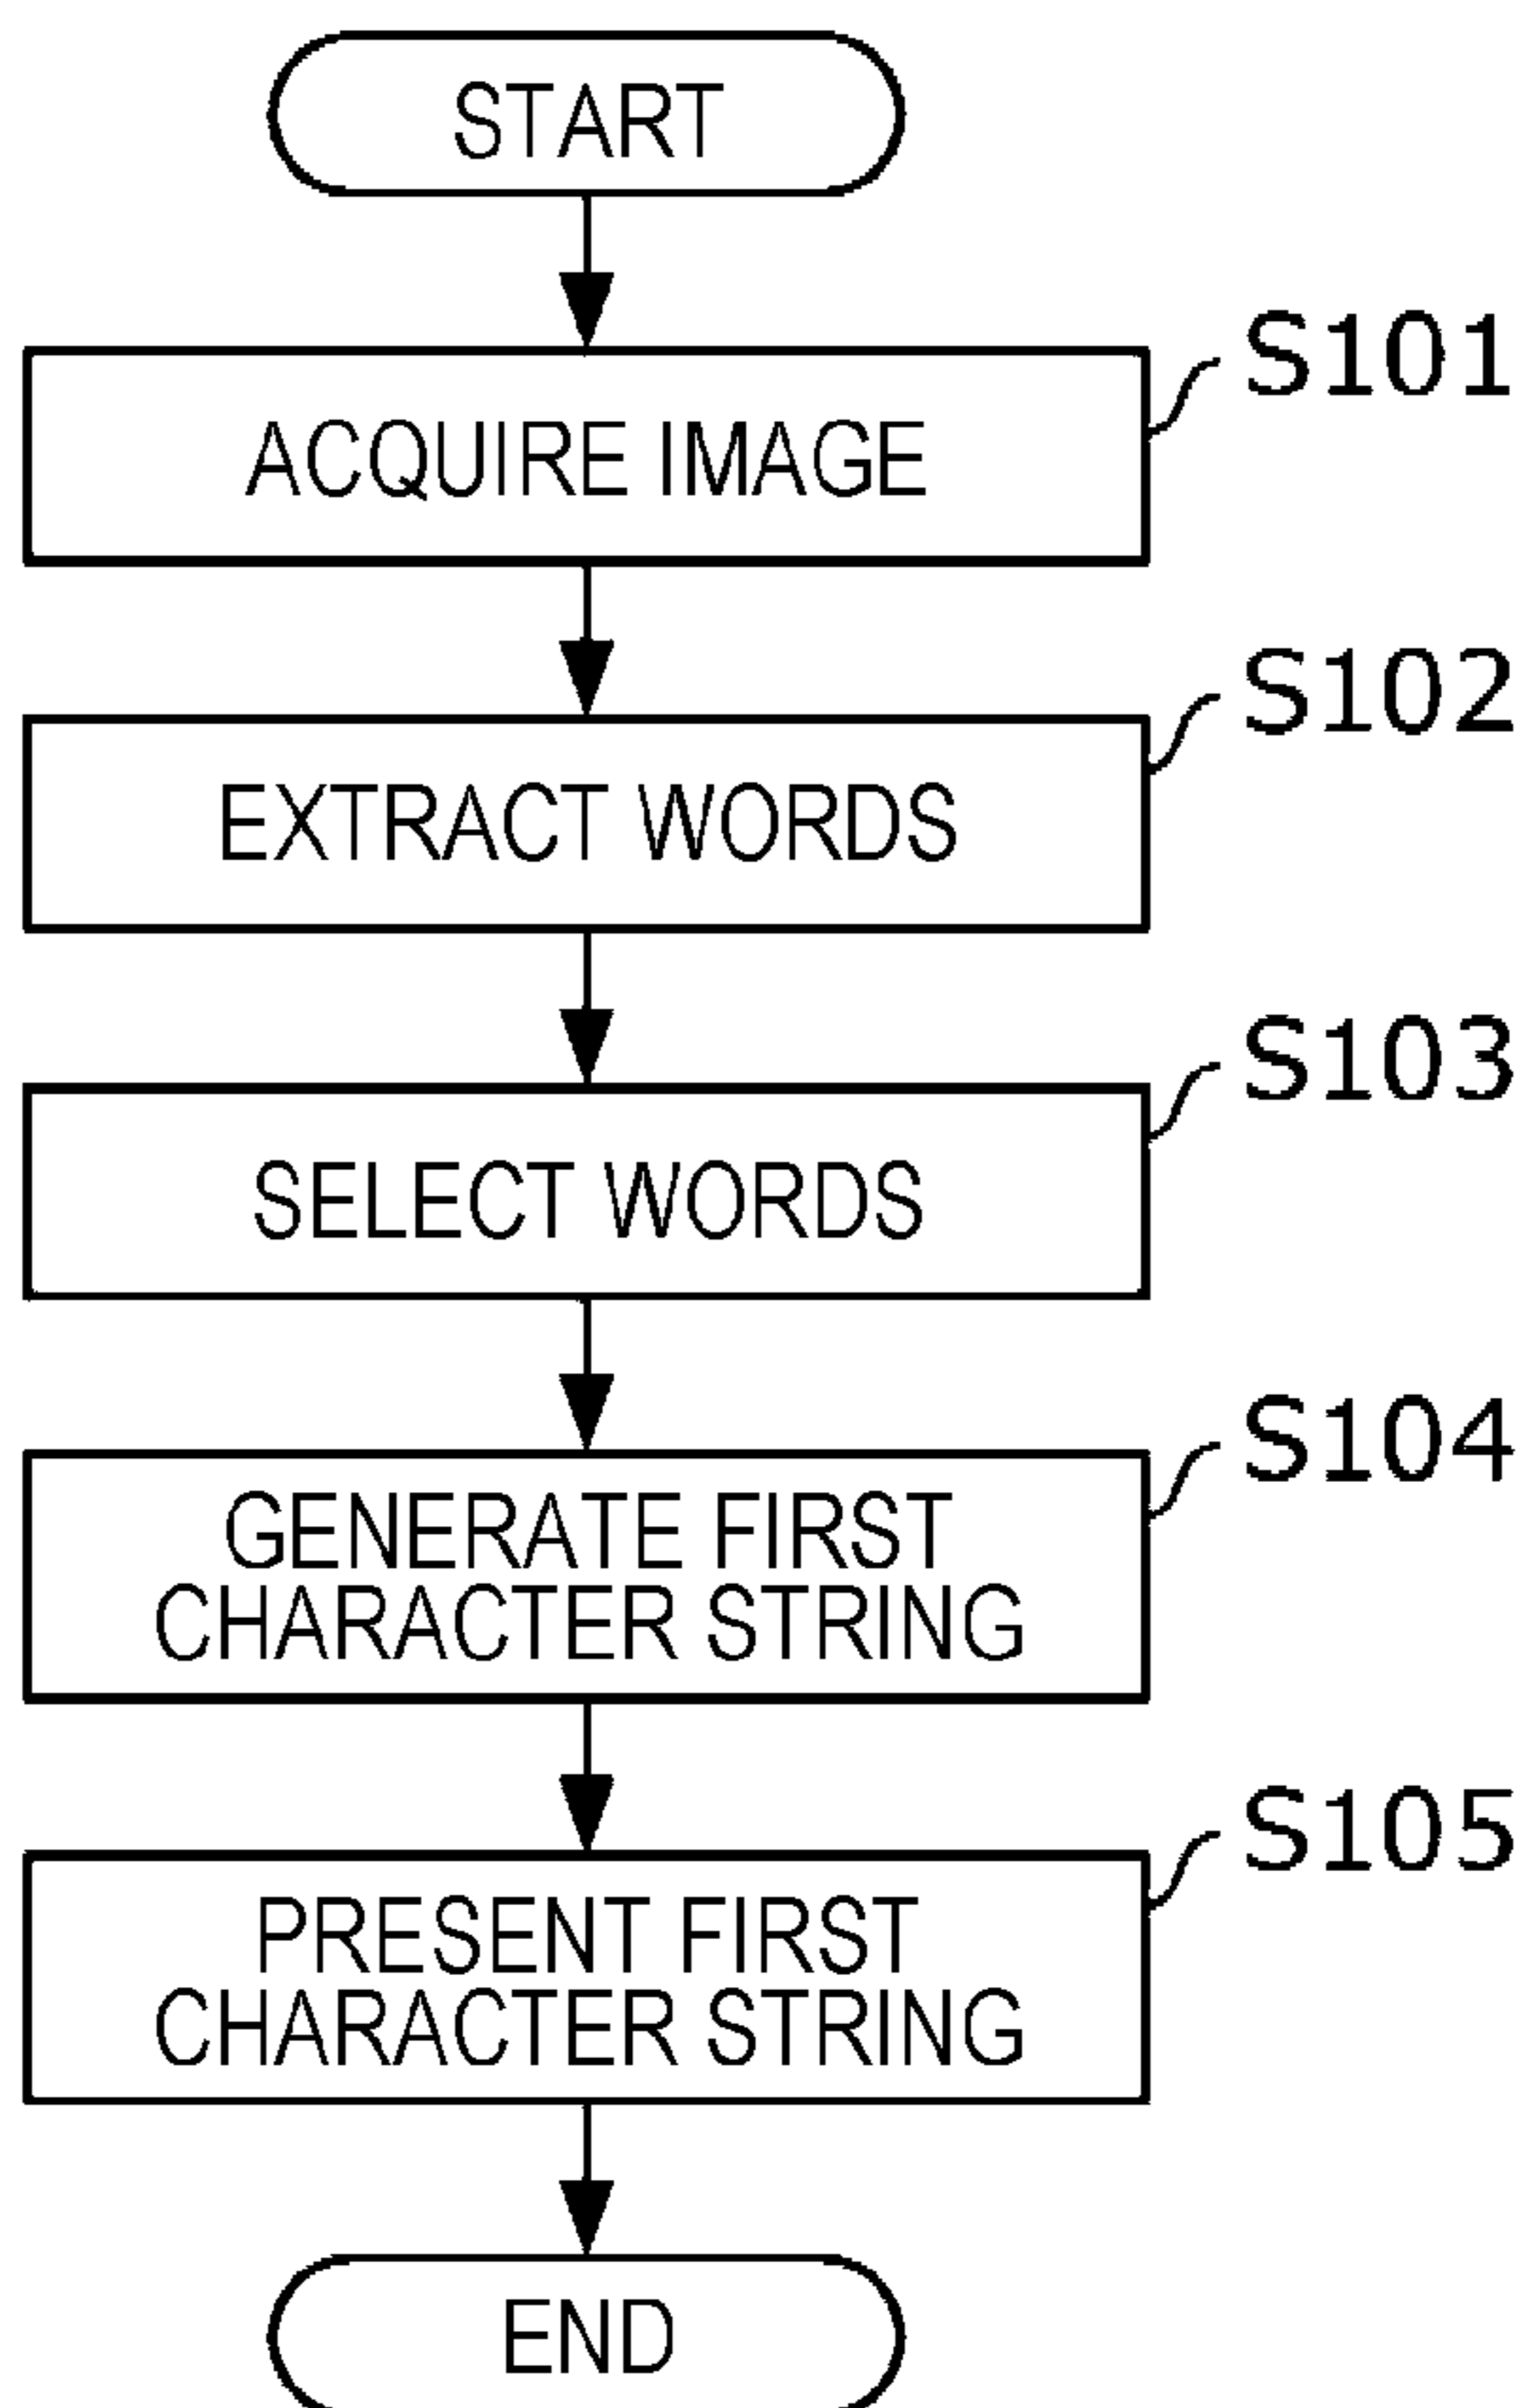 START
S101
ACQUIRE IMAGE
S102
EXTRACT WORDS
S103
SELECT WORDS
S104
GENERATE FIRST
CHARACTER STRING
S105
PRESENT FIRST
CHARACTER STRING
END